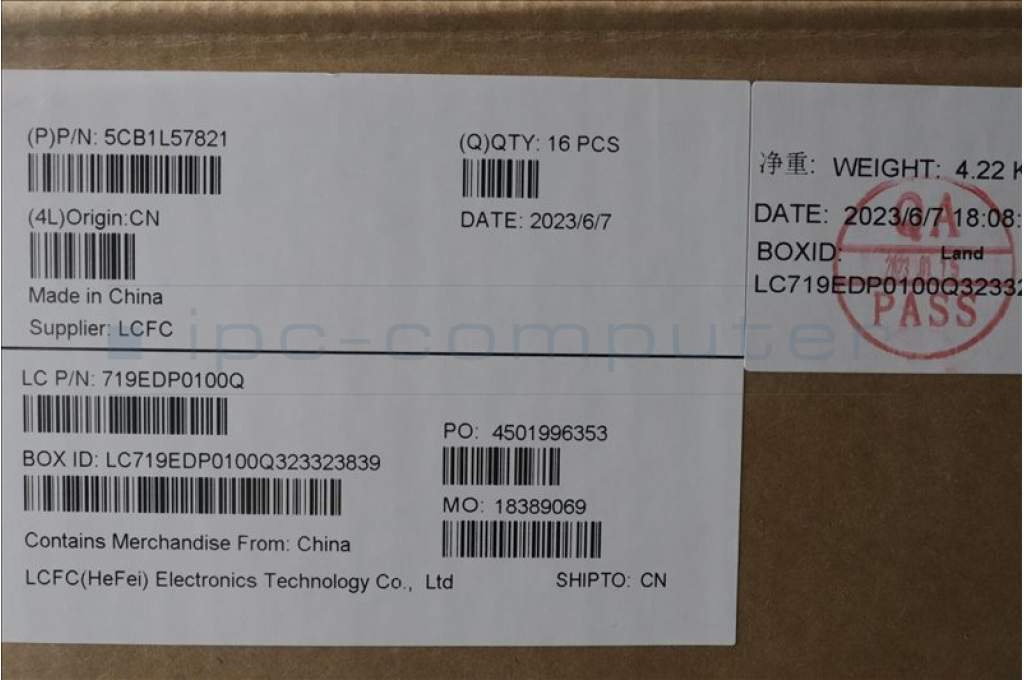 (P)P/N: 5CB1L57821
(Q)QTY: 16 PCS
(4L)Origin:CN
DATE: 2023/6/7
Made in China
Supplier: LCFC
LC P/N: 719EDP0100Q
PO: 4501996353
BOX ID: LC719EDP0100Q323323839
MO: 18389069
Contains Merchandise From: China
LCFC(HeFei) Electronics Technology Co., Ltd
SHIPTO: CN
净重: WEIGHT: 4.22 K
DATE: 2023/6/7 18:08:
BOXID: Land
LC719EDP0100Q32332
QA
PASS
ipc-computer